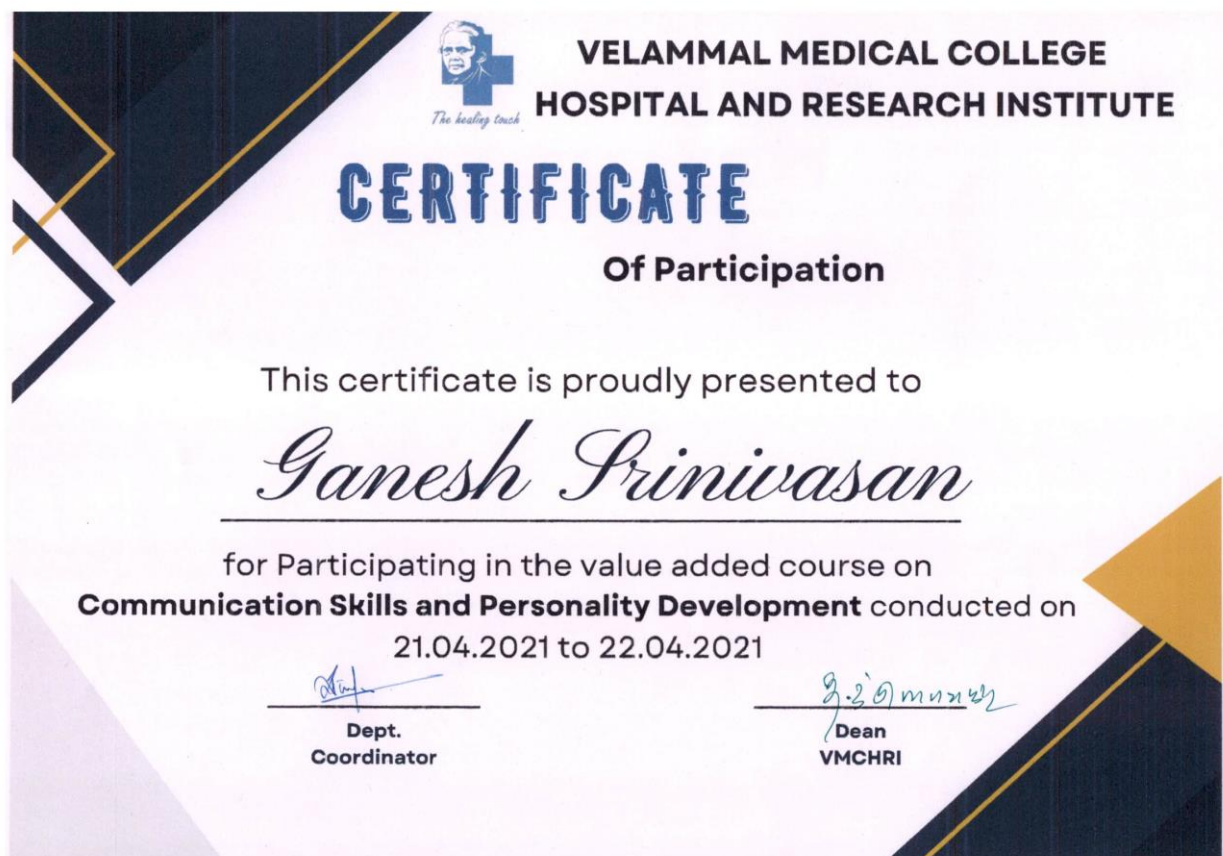 VELAMMAL MEDICAL COLLEGE
HOSPITAL AND RESEARCH INSTITUTE
The healing touch
CERTIFICATE
Of Participation
This certificate is proudly presented to
Ganesh Srinivasan
for Participating in the value added course on
Communication Skills and Personality Development conducted on
21.04.2021 to 22.04.2021
Dept.
Coordinator
Dean
VMCHRI